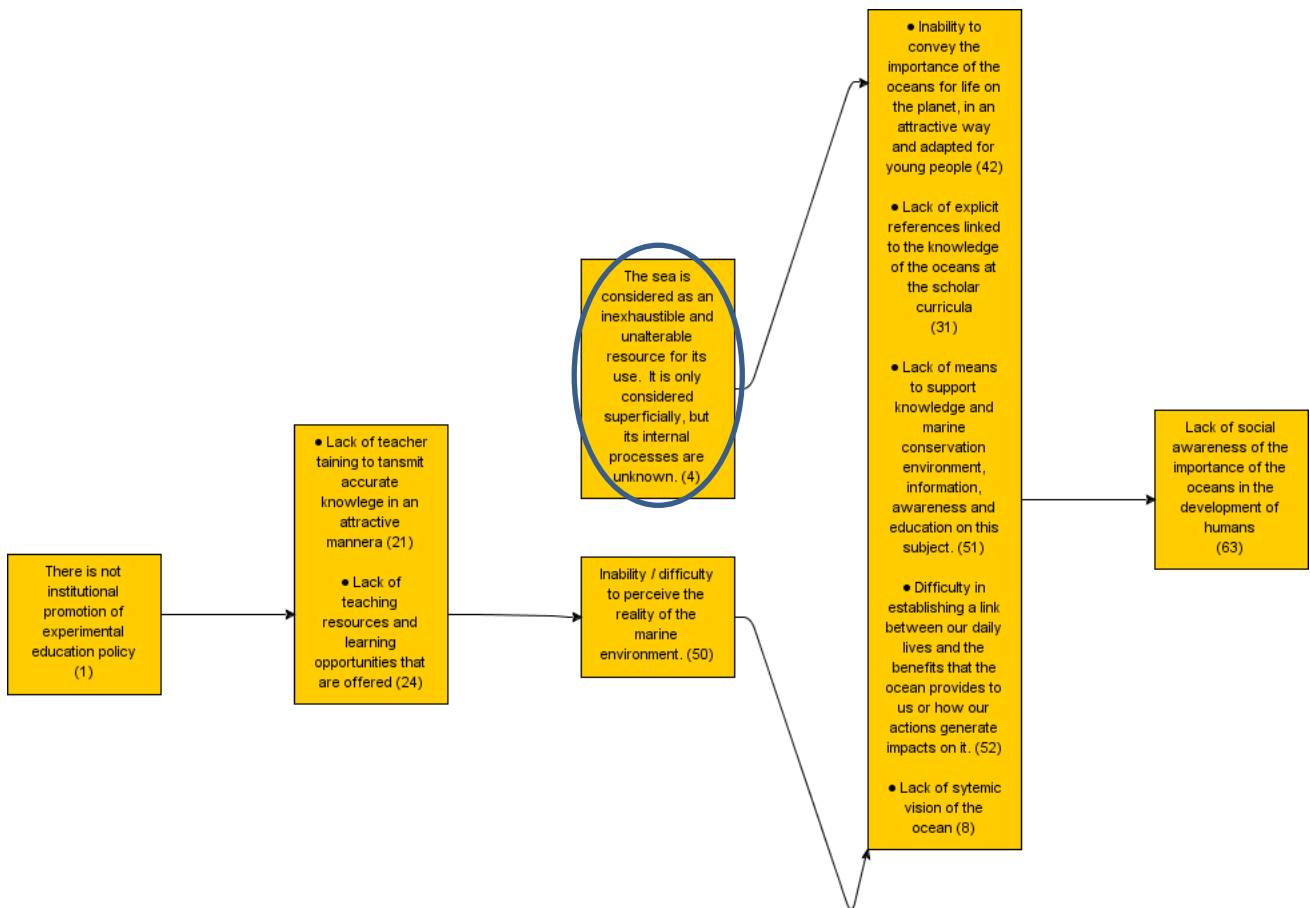 There is not
institutional
promotion of
experimental
education policy
(1)
● Lack of teacher
taining to tansmit
accurate
knowlege in an
attractive
mannera (21)
● Lack of
teaching
resources and
learning
opportunities that
are offered (24)
The sea is
considered as an
inexhaustible and
unalterable
resource for its
use. It is only
considered
superficially, but
its internal
processes are
unknown. (4)
Inability / difficulty
to perceive the
reality of the
marine
environment. (50)
● Inability to
convey the
importance of the
oceans for life on
the planet, in an
attractive way
and adapted for
young people (42)
● Lack of explicit
references linked
to the knowledge
of the oceans at
the scholar
curricula
(31)
● Lack of means
to support
knowledge and
marine
conservation
environment,
information,
awareness and
education on this
subject. (51)
● Difficulty in
establishing a link
between our daily
lives and the
benefits that the
ocean provides to
us or how our
actions generate
impacts on it. (52)
● Lack of sytemic
vision of the
ocean (8)
Lack of social
awareness of the
importance of the
oceans in the
development of
humans
(63)